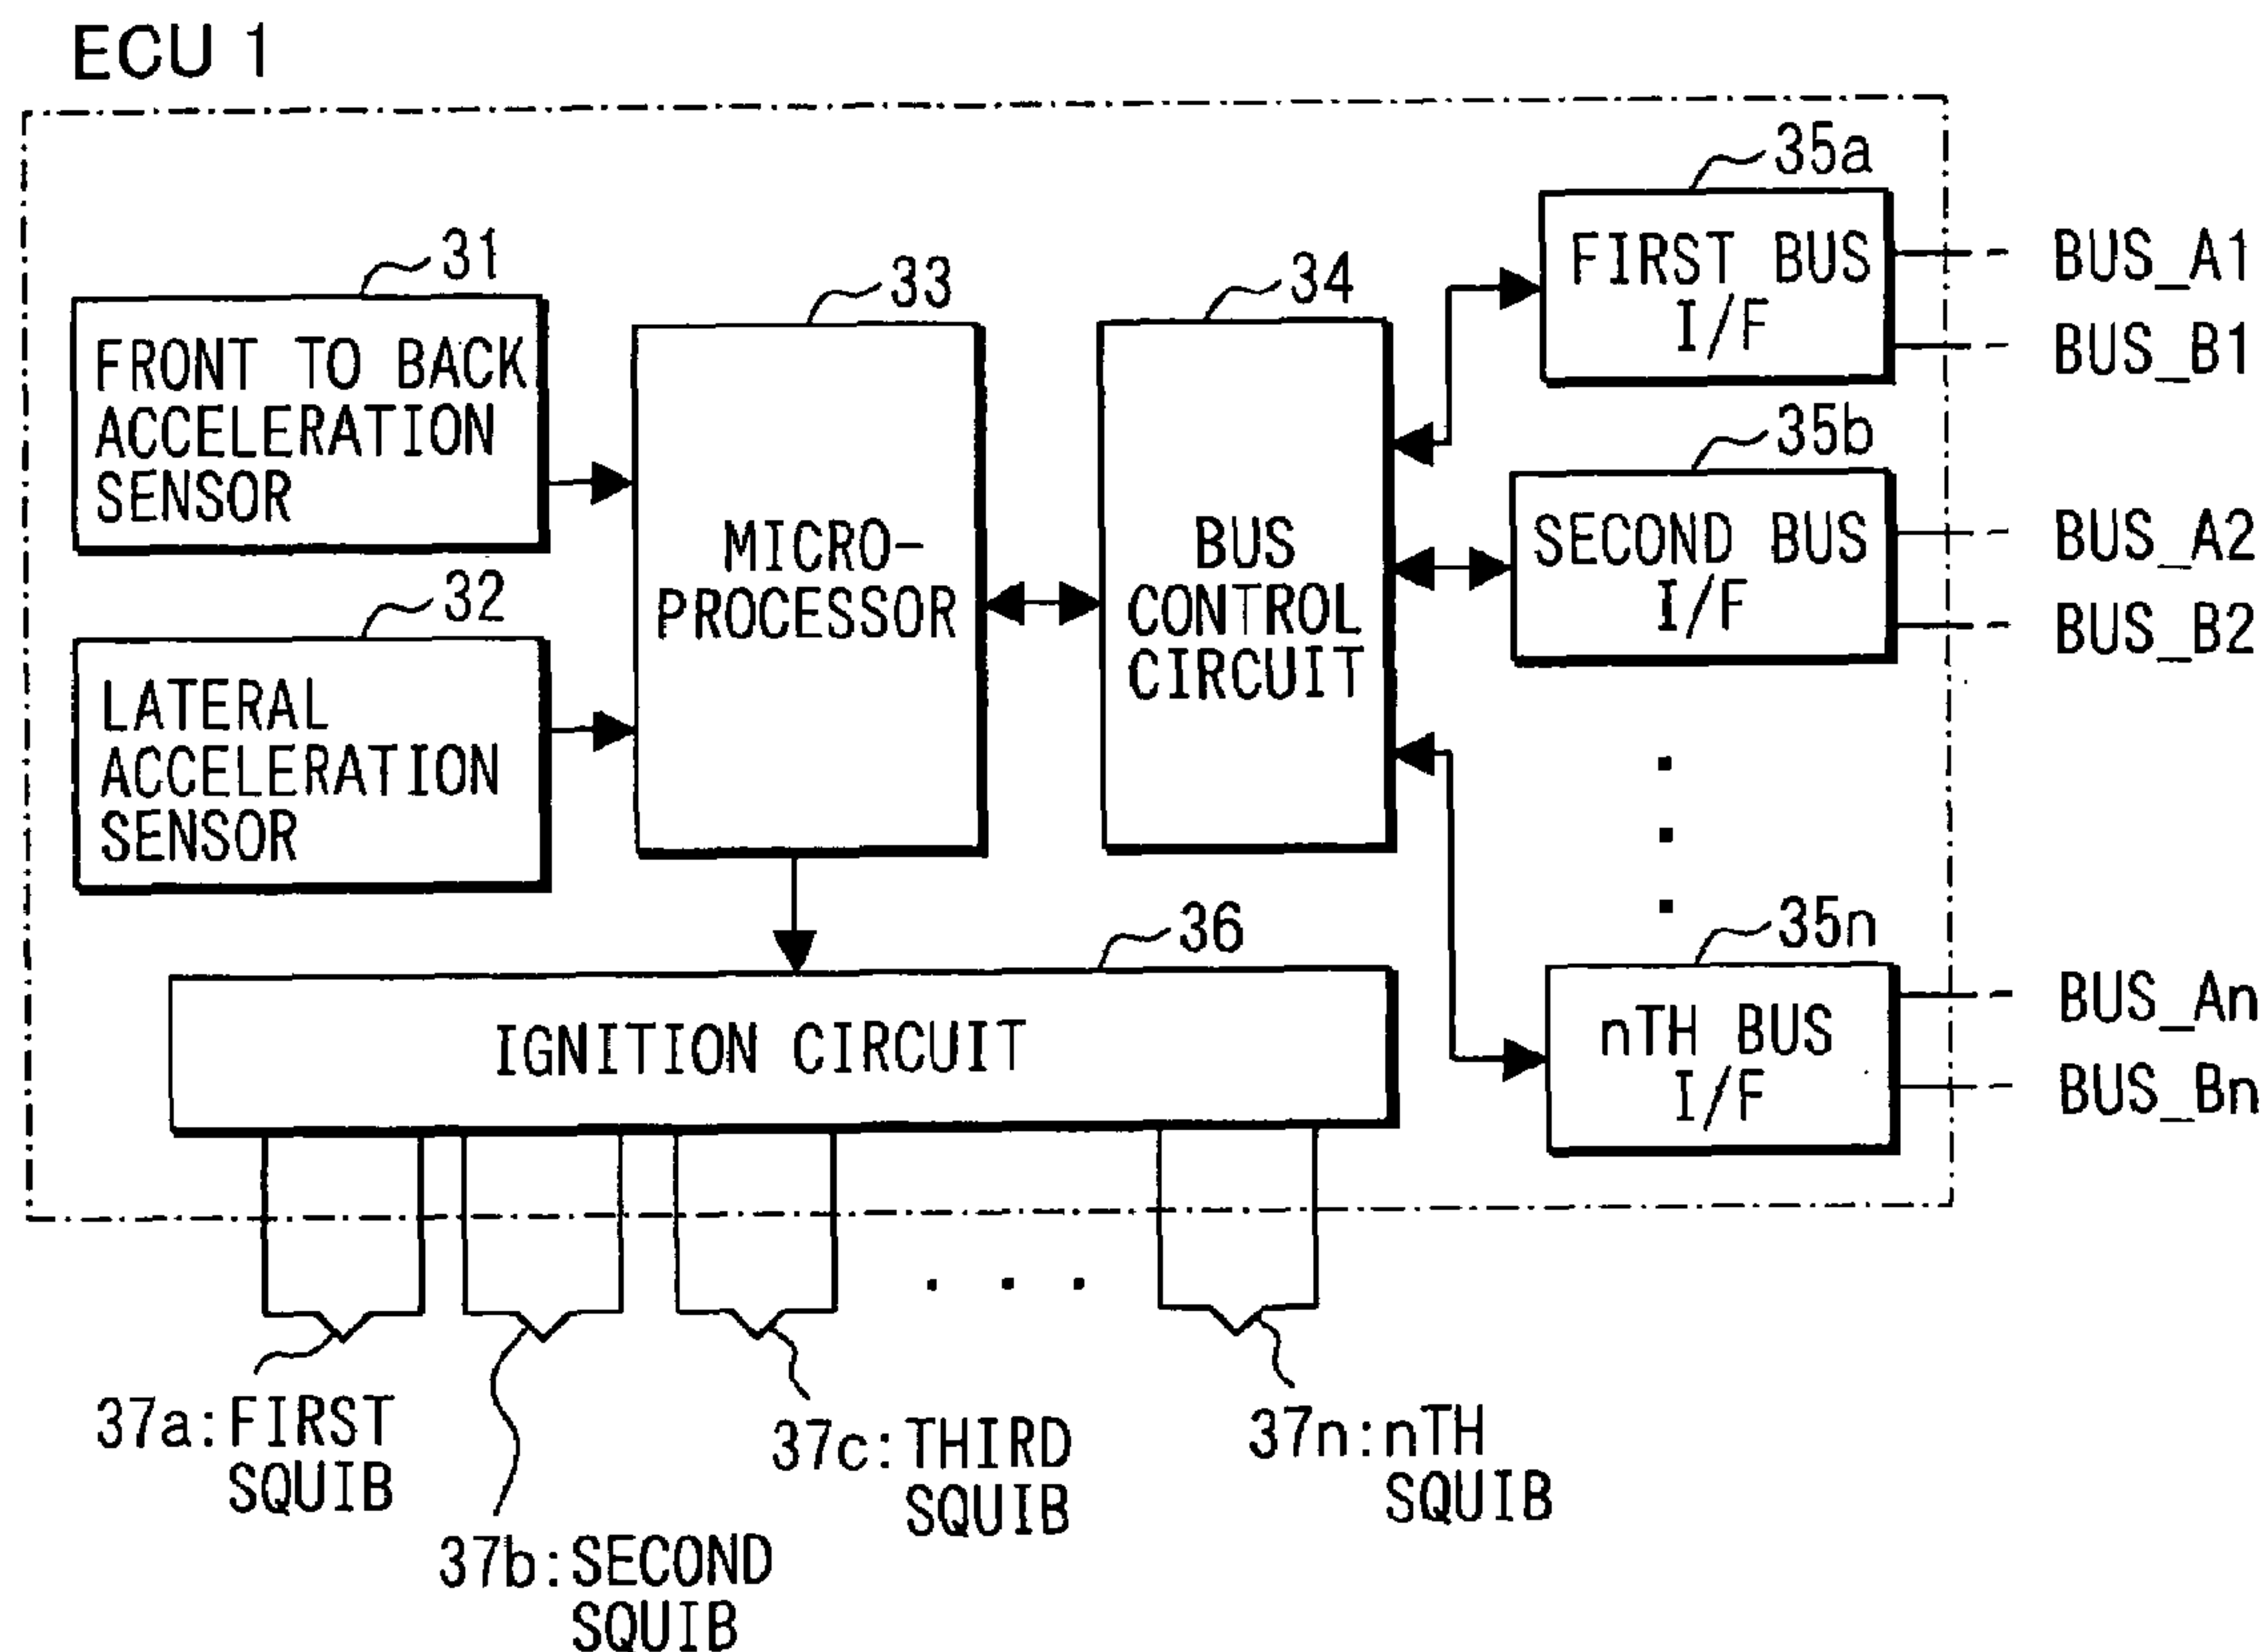 ECU 1
35a
FIRST BUS
I/F
BUS_A1
BUS_B1
31
FRONT TO BACK
ACCELERATION
SENSOR
33
MICRO-
PROCESSOR
34
BUS
CONTROL
CIRCUIT
35b
SECOND BUS
I/F
BUS_A2
BUS_B2
32
LATERAL
ACCELERATION
SENSOR
35n
nTH BUS
I/F
BUS_An
BUS_Bn
36
IGNITION CIRCUIT
37a:FIRST
SQUIB
37b:SECOND
SQUIB
37c:THIRD
SQUIB
37n:nTH
SQUIB